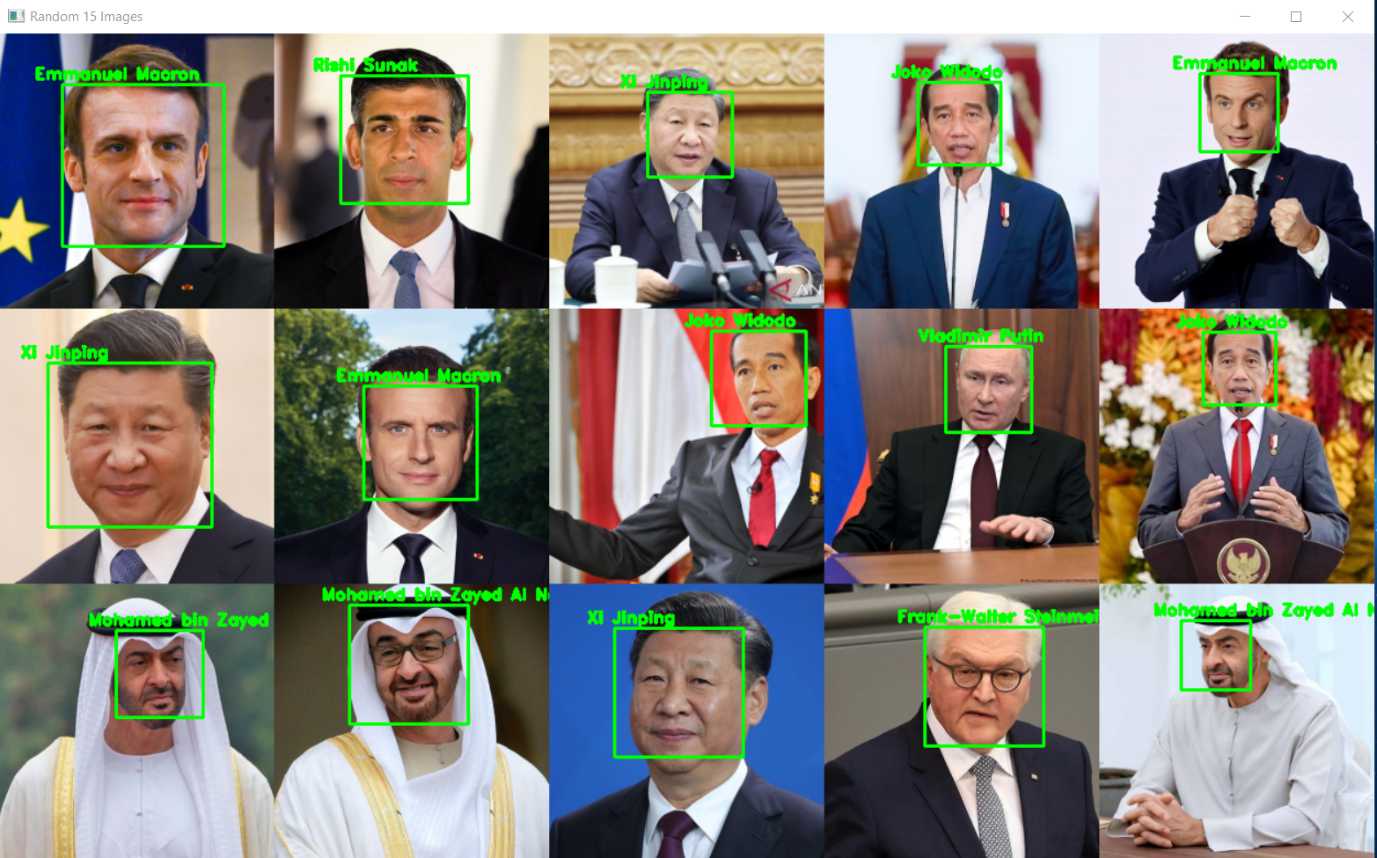 Random 15 Images
Emmanuel Macron
Rishi Sunak
Xi Jinping
Joko Widodo
Emmanuel Macron
AN
Xi Jinping
Emmanuel Macron
Joko Widodo
Vladimir Putin
Joko Widodo
Mohamed bin Zayed
Mohamed bin Zayed Al N
Xi Jinping
Frank-Walter Steinmei
Mohamed bin Zayed Al N